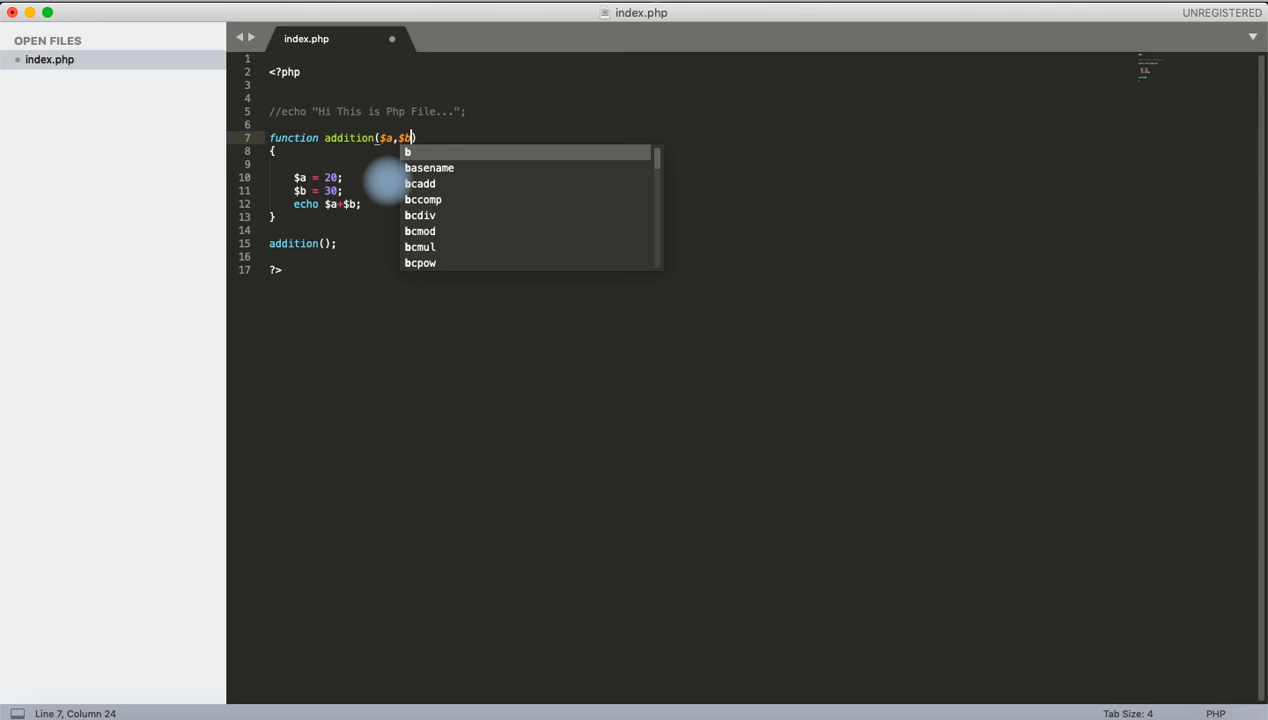 index.php
UNREGISTERED
OPEN FILES
index.php
index.php
1
2 <?php
3
4
5 //echo "Hi This is Php File...";
6
7 function addition($a,$b)
8 {
9
10 $a = 20;
11 $b = 30;
12 echo $a+$b;
13 }
14
15 addition();
16
17 ?>
b
basename
bcadd
bccomp
bcdiv
bcmod
bcmul
bcpow
Line 7, Column 24
Tab Size: 4
PHP